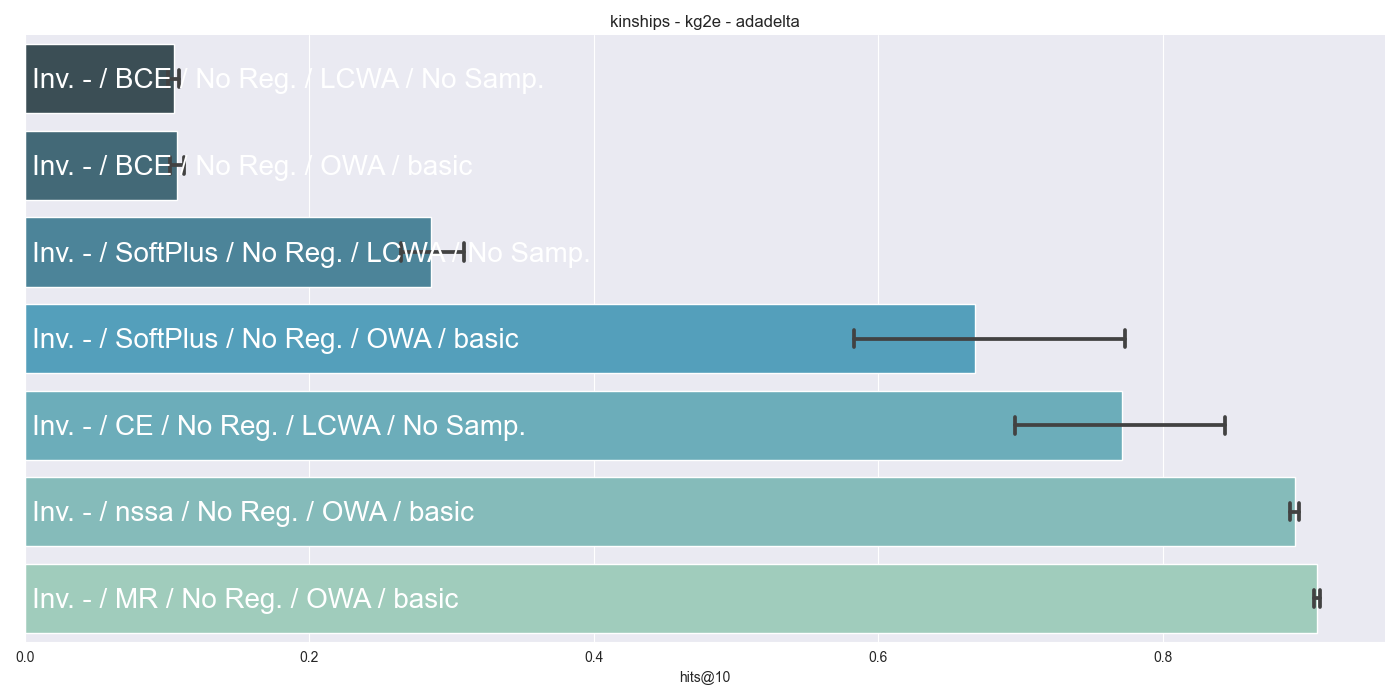 kinships - kg2e - adadelta
Inv. - / BCE / No Reg. / LCWA / No Samp.
Inv. - / BCE / No Reg. / OWA / basic
Inv. - / SoftPlus / No Reg. / LCWA / No Samp.
Inv. - / SoftPlus / No Reg. / OWA / basic
Inv. - / CE / No Reg. / LCWA / No Samp.
Inv. - / nssa / No Reg. / OWA / basic
Inv. - / MR / No Reg. / OWA / basic
0.0 0.2 0.4 0.6 0.8
hits@10